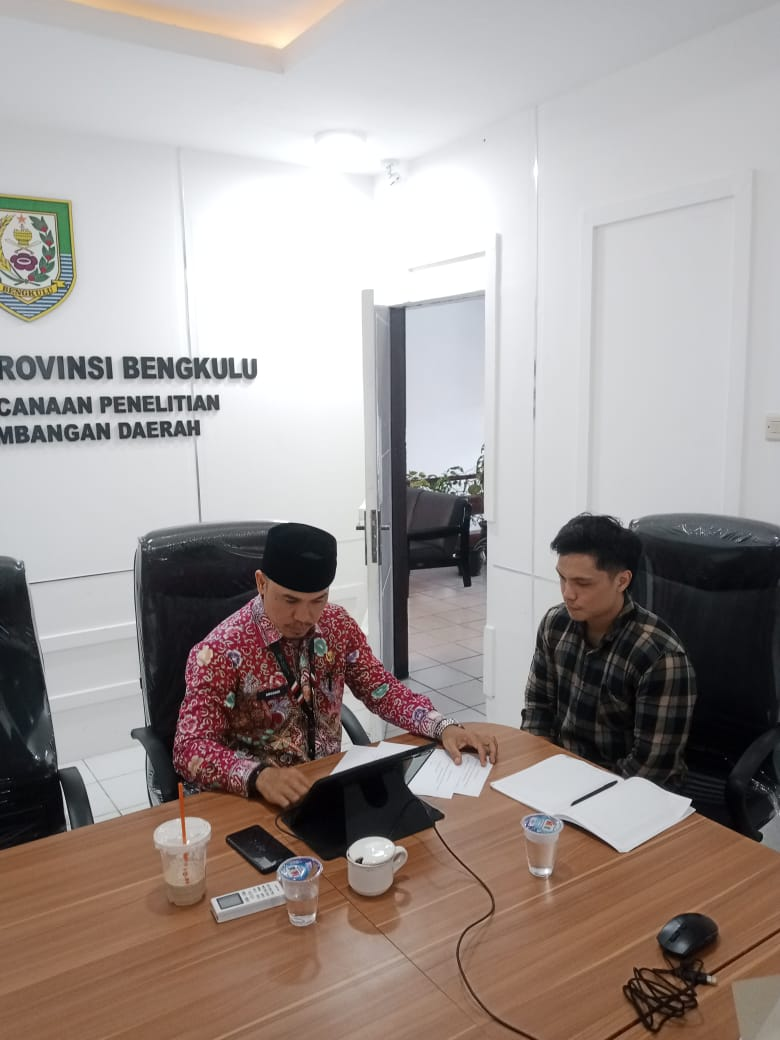 BENGKULU
ROVINSI BENGKULU
CANAAN PENELITIAN
MBANGAN DAERAH